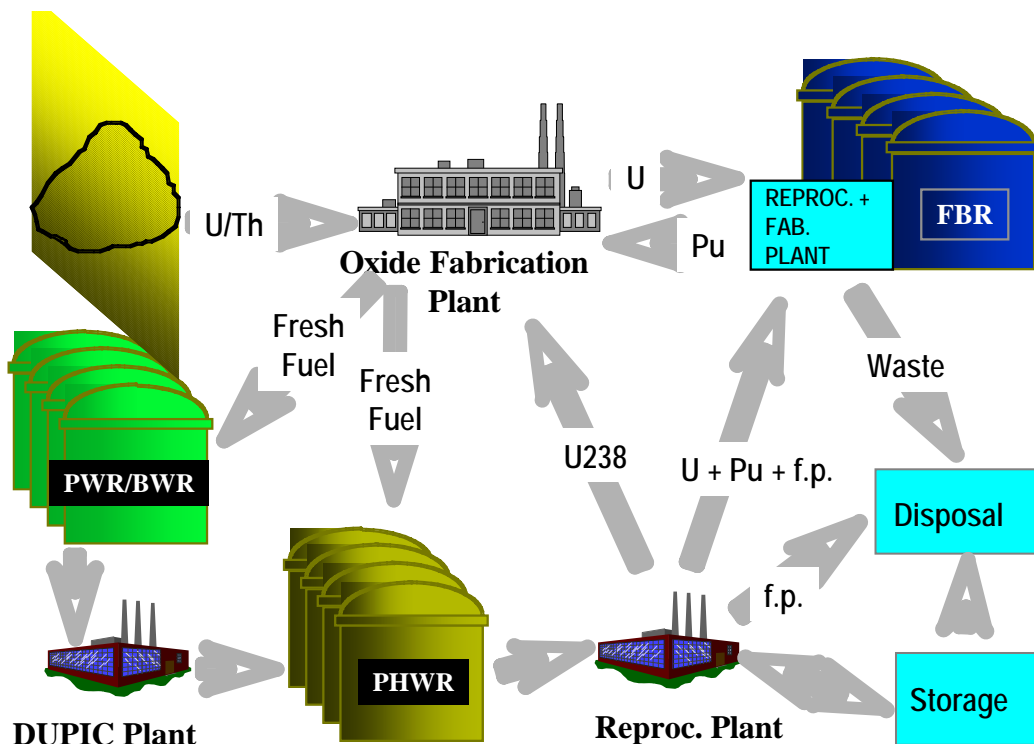 U/Th
Oxide Fabrication
Plant
U
Pu
REPROC. +
FAB.
PLANT
FBR
Fresh
Fuel
Fresh
Fuel
Waste
PWR/BWR
U238
U + Pu + f.p.
Disposal
f.p.
PHWR
DUPIC Plant
Reproc. Plant
Storage